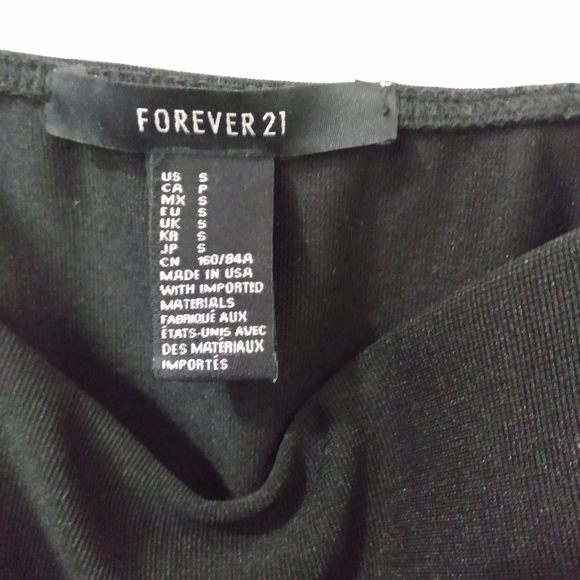 FOREVER 21
US S
CA P
MX S
EU S
UK S
KR S
JP S
CN 160/84A
MADE IN USA
WITH IMPORTED
MATERIALS
FABRIQUÉ AUX
ÉTATS-UNIS AVEC
DES MATÉRIAUX
IMPORTÉS